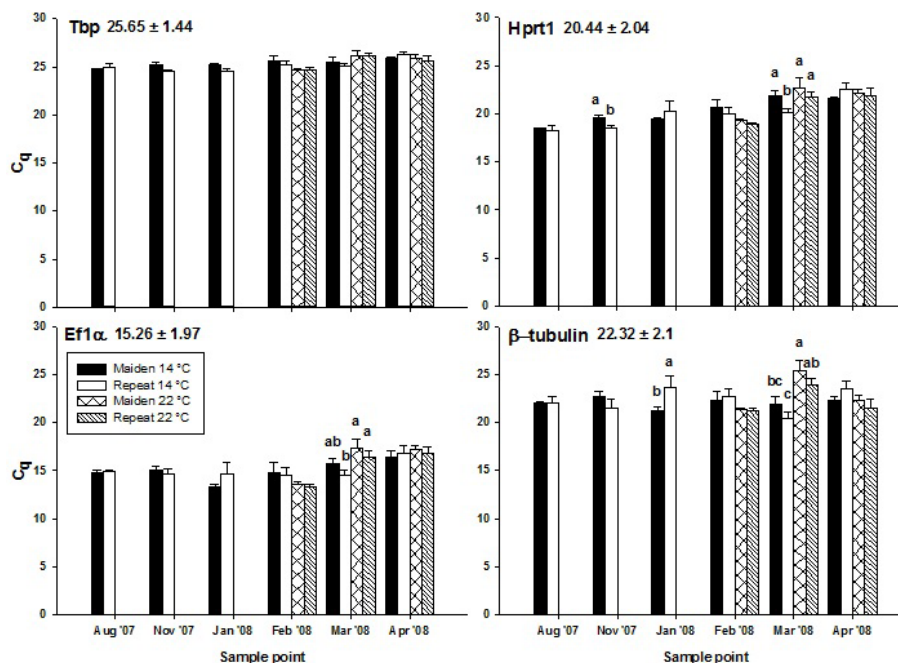 Tbp 25.65 ± 1.44
30
25
20
15
10
5
0
Cq
Hprt1 20.44 ± 2.04
30
25
20
15
10
5
0
a
b
a
b
a
a
Ef1α 15.26 ± 1.97
30
25
20
15
10
5
0
Cq
Maiden 14 °C
Repeat 14 °C
Maiden 22 °C
Repeat 22 °C
ab
b
a
a
Aug '07 Nov '07 Jan '08 Feb '08 Mar '08 Apr '08
Sample point
β–tubulin 22.32 ± 2.1
30
25
20
15
10
5
0
b
a
bc
c
a
ab
Aug '07 Nov '07 Jan '08 Feb '08 Mar '08 Apr '08
Sample point